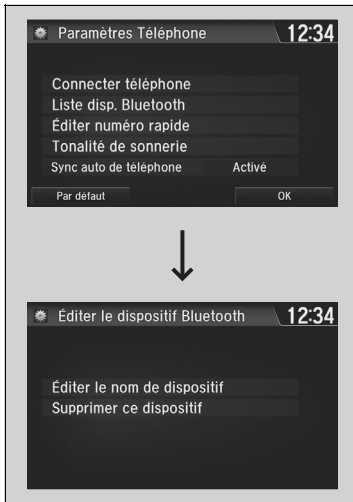 Paramètres Téléphone 12:34
Connecter téléphone
Liste disp. Bluetooth
Éditer numéro rapide
Tonalité de sonnerie
Sync auto de téléphone Activé
Par défaut OK
Éditer le dispositif Bluetooth 12:34
Éditer le nom de dispositif
Supprimer ce dispositif